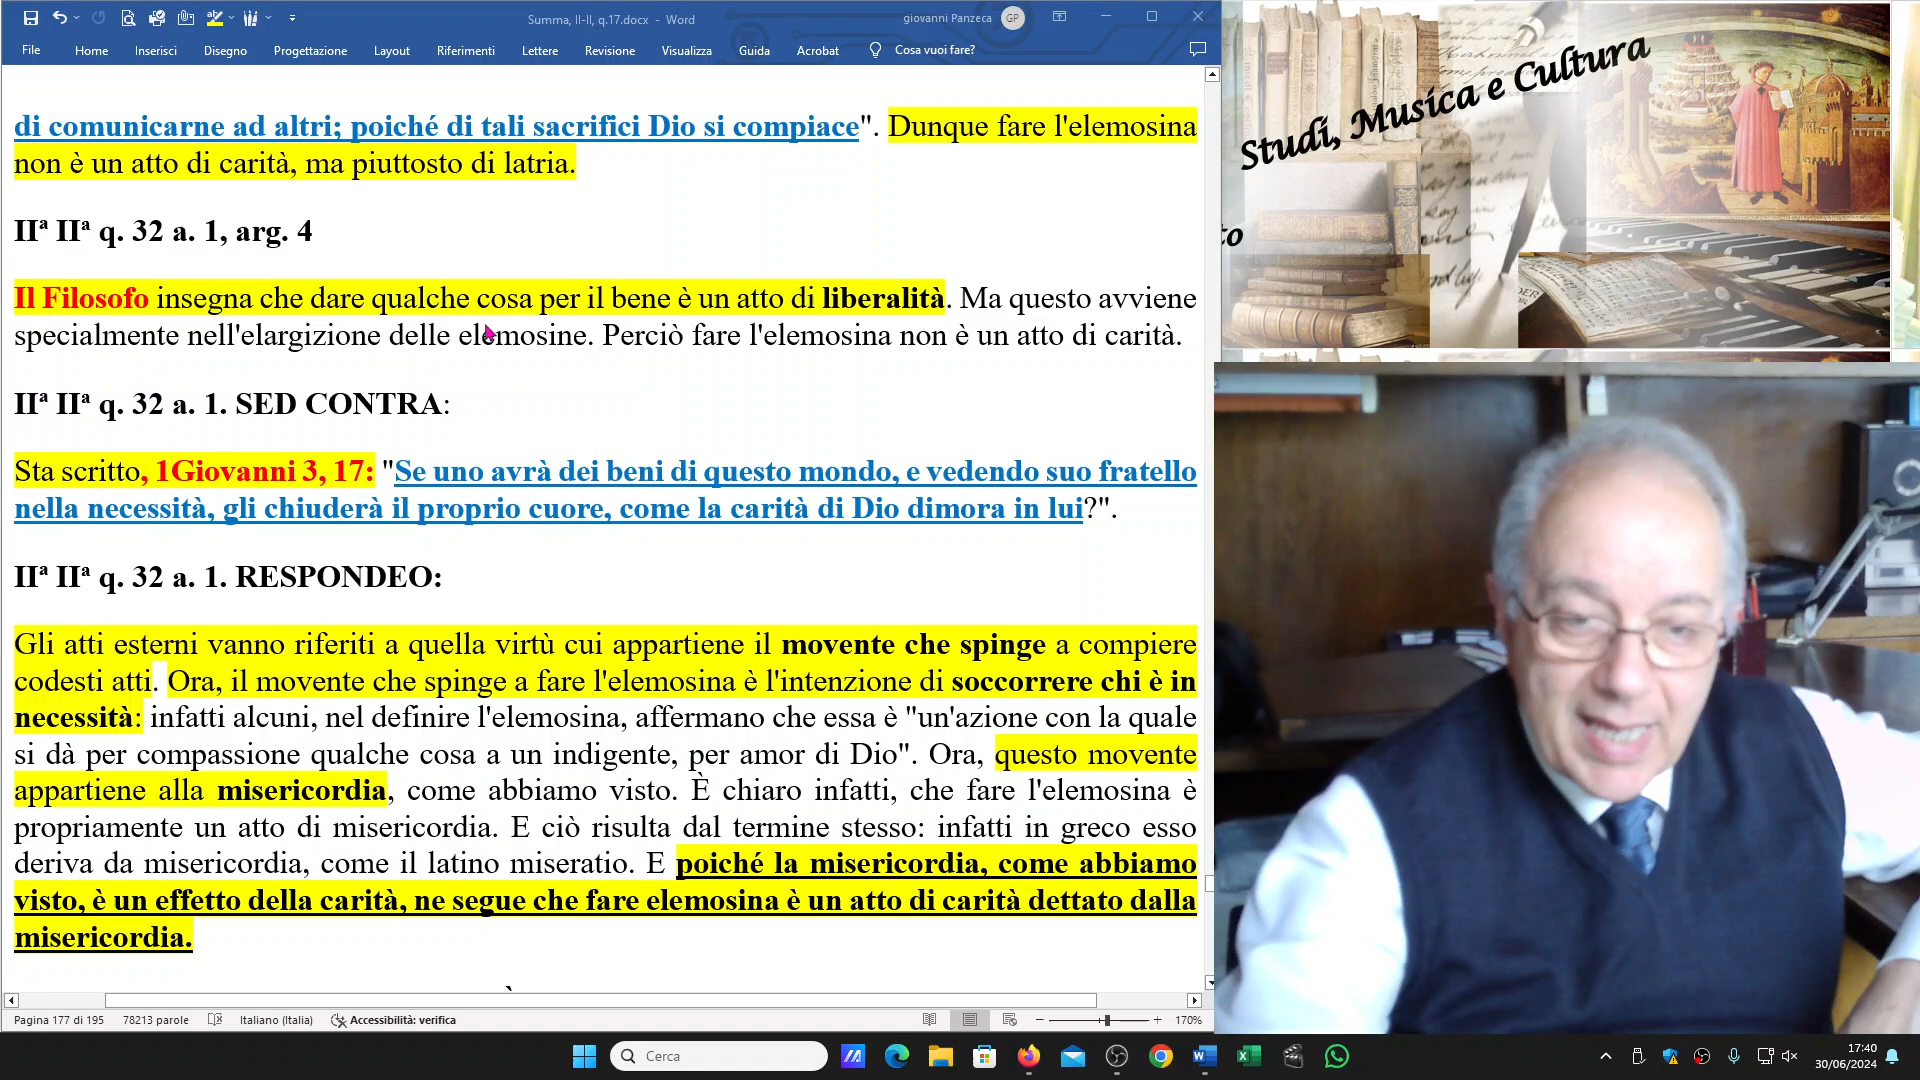 Summa, II-II, q.17.docx - Word
giovanni Panzeca
GP
File Home Inserisci Disegno Progettazione Layout Riferimenti Lettere Revisione Visualizza Guida Acrobat Cosa vuoi fare?
di comunicarne ad altri; poiché di tali sacrifici Dio si compiace". Dunque fare l'elemosina
non è un atto di carità, ma piuttosto di latria.
IIª IIª q. 32 a. 1, arg. 4
Il Filosofo insegna che dare qualche cosa per il bene è un atto di liberalità. Ma questo avviene
specialmente nell'elargizione delle elemosine. Perciò fare l'elemosina non è un atto di carità.
IIª IIª q. 32 a. 1. SED CONTRA:
Sta scritto, 1Giovanni 3, 17: "Se uno avrà dei beni di questo mondo, e vedendo suo fratello
nella necessità, gli chiuderà il proprio cuore, come la carità di Dio dimora in lui?".
IIª IIª q. 32 a. 1. RESPONDEO:
Gli atti esterni vanno riferiti a quella virtù cui appartiene il movente che spinge a compiere
codesti atti. Ora, il movente che spinge a fare l'elemosina è l'intenzione di soccorrere chi è in
necessità: infatti alcuni, nel definire l'elemosina, affermano che essa è "un'azione con la quale
si dà per compassione qualche cosa a un indigente, per amor di Dio". Ora, questo movente
appartiene alla misericordia, come abbiamo visto. È chiaro infatti, che fare l'elemosina è
propriamente un atto di misericordia. E ciò risulta dal termine stesso: infatti in greco esso
deriva da misericordia, come il latino miseratio. E poiché la misericordia, come abbiamo
visto, è un effetto della carità, ne segue che fare elemosina è un atto di carità dettato dalla
misericordia.
Pagina 177 di 195 78213 parole Italiano (Italia) Accessibilità: verifica 170%
Studi, Musica e Cultura
to
Cerca
17:40
30/06/2024